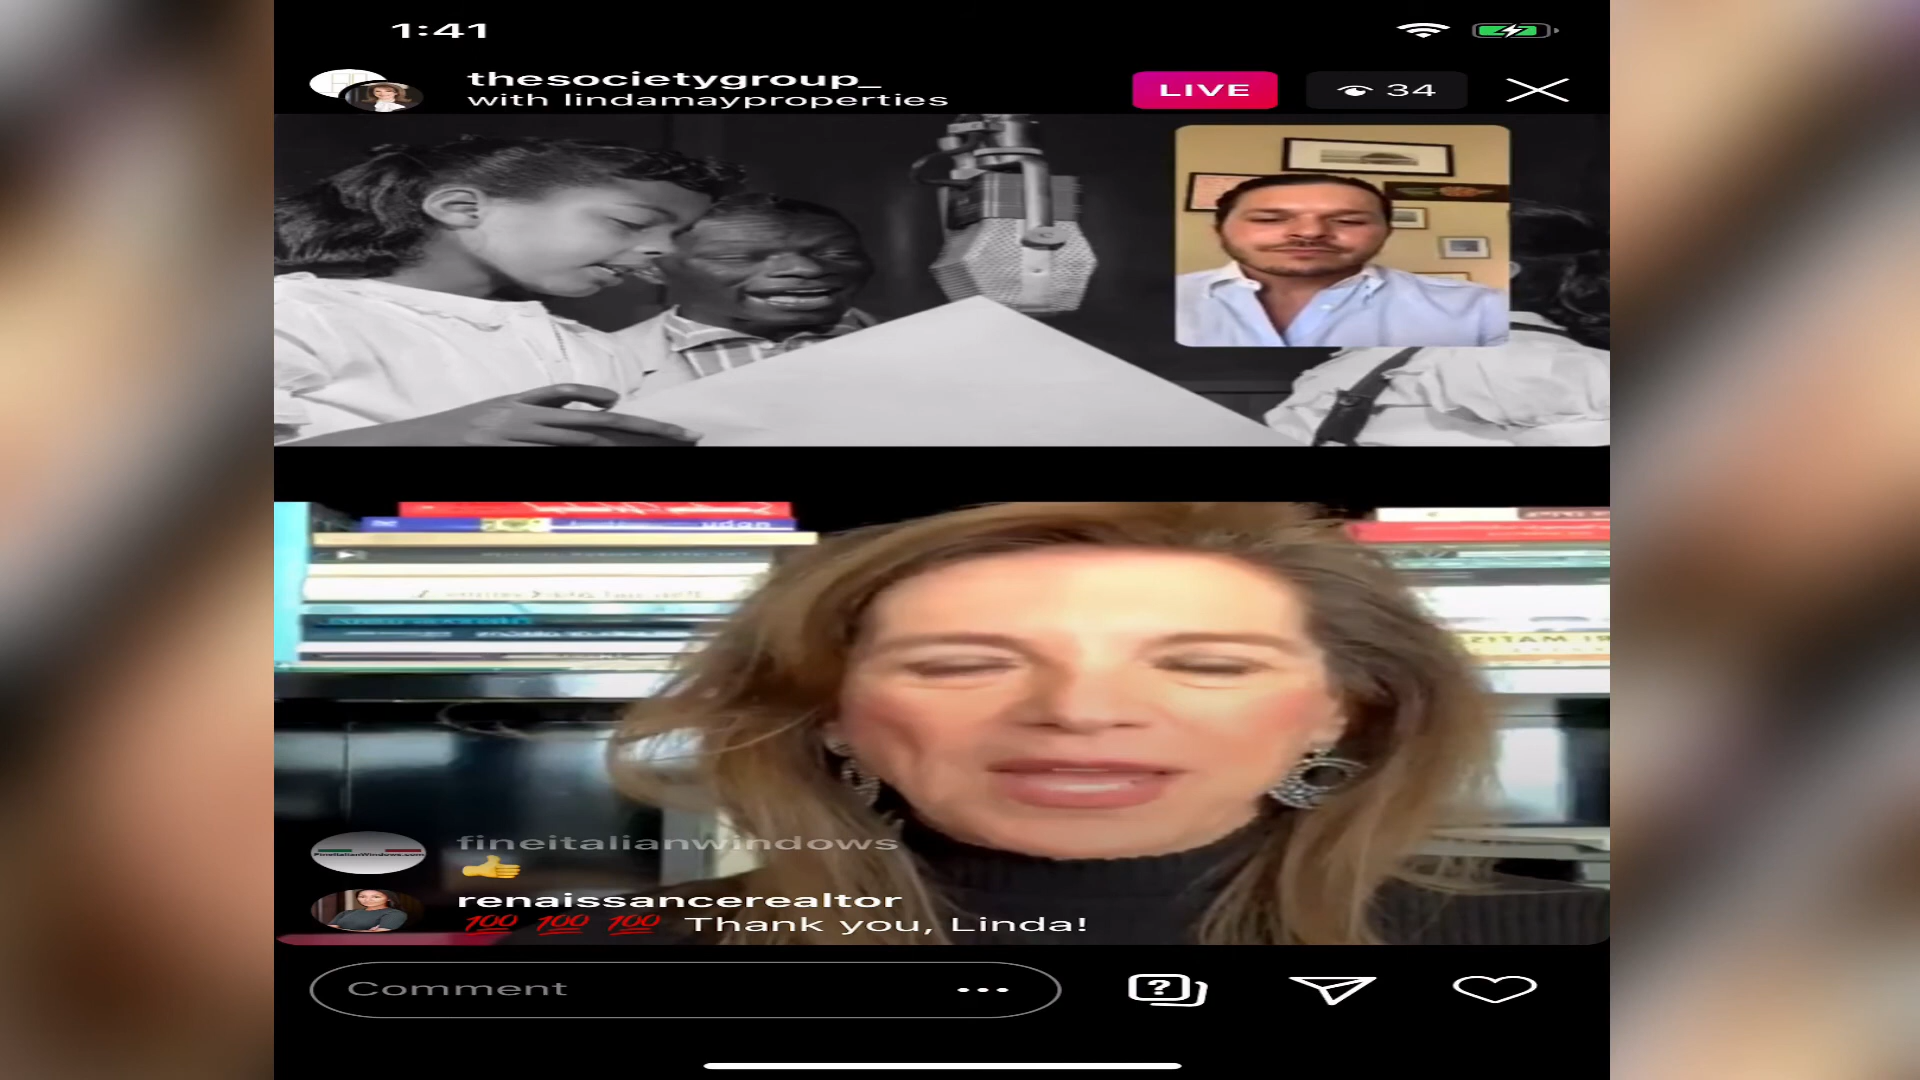 1:41
thesocietygroup_
with lindamayproperties
LIVE
34
fineitalianwindows
👍
renaissancerealtor
💯 💯 💯 Thank you, Linda!
Comment